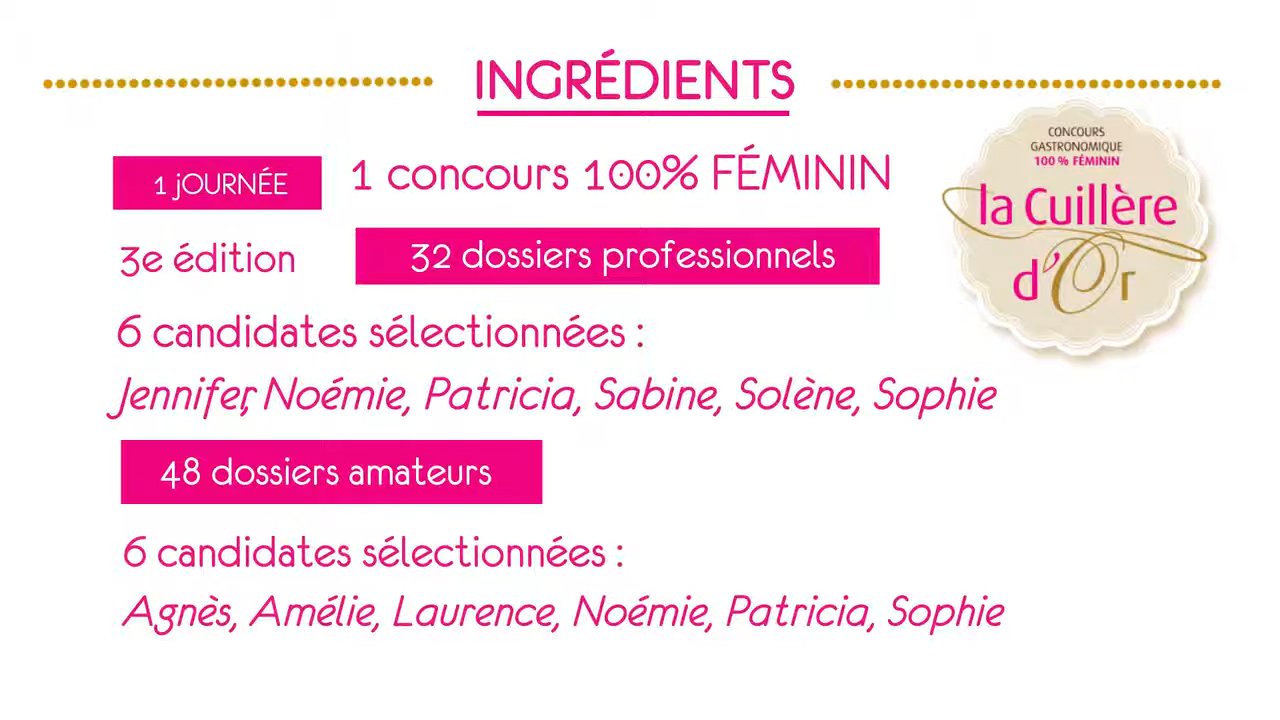 INGRÉDIENTS
1 jOURNÉE
1 concours 100% FÉMININ
3e édition
32 dossiers professionnels
6 candidates sélectionnées :
Jennifer, Noémie, Patricia, Sabine, Solène, Sophie
48 dossiers amateurs
6 candidates sélectionnées :
Agnès, Amélie, Laurence, Noémie, Patricia, Sophie
CONCOURS
GASTRONOMIQUE
100 % FÉMININ
la Cuillère
d'Or